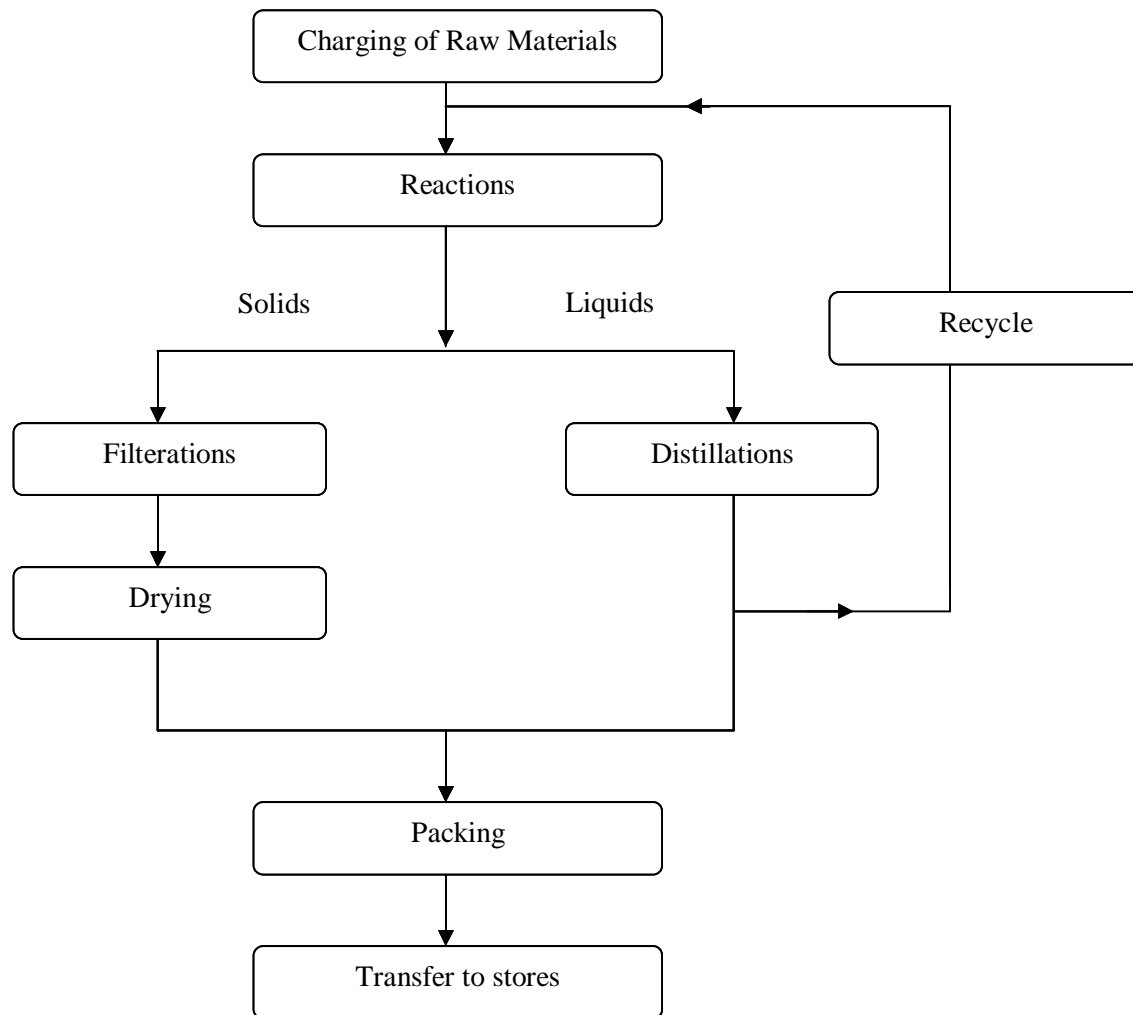 Charging of Raw Materials
Reactions
Solids
Liquids
Recycle
Filterations
Distillations
Drying
Packing
Transfer to stores